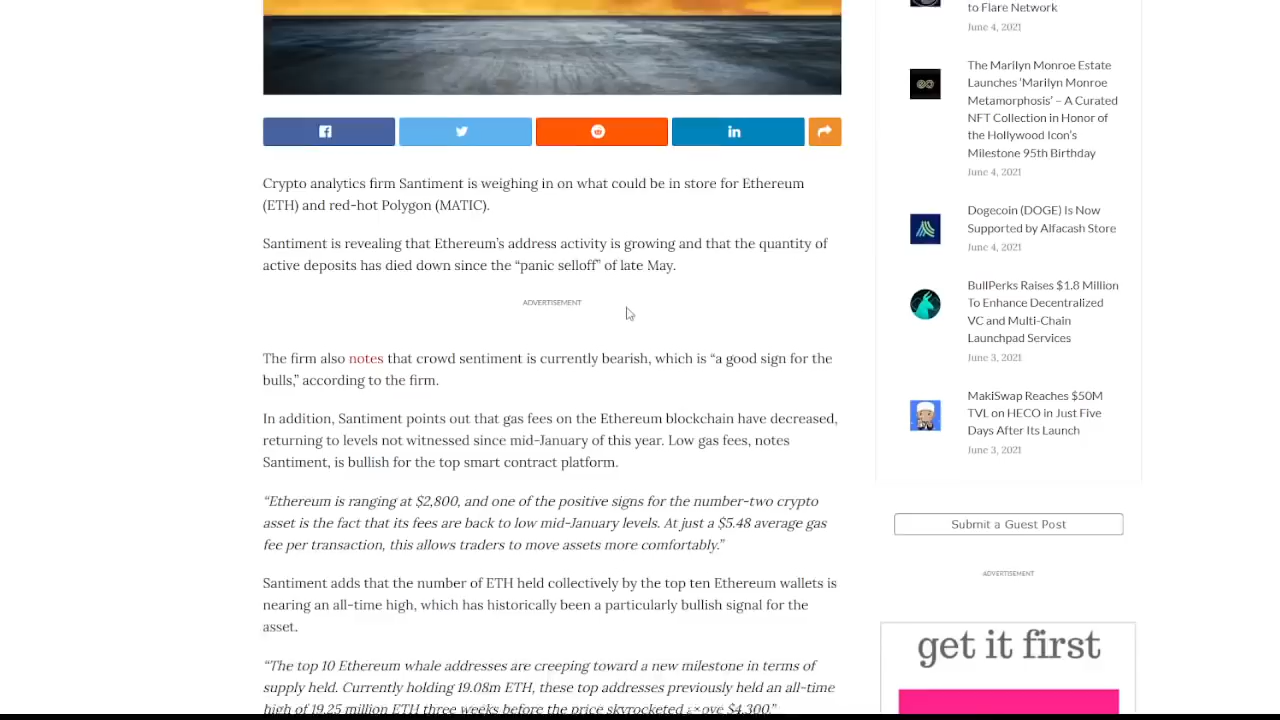 Crypto analytics firm Santiment is weighing in on what could be in store for Ethereum
(ETH) and red-hot Polygon (MATIC).
Santiment is revealing that Ethereum's address activity is growing and that the quantity of
active deposits has died down since the “panic selloff” of late May.
ADVERTISEMENT
The firm also notes that crowd sentiment is currently bearish, which is “a good sign for the
bulls,” according to the firm.
In addition, Santiment points out that gas fees on the Ethereum blockchain have decreased,
returning to levels not witnessed since mid-January of this year. Low gas fees, notes
Santiment, is bullish for the top smart contract platform.
“Ethereum is ranging at $2,800, and one of the positive signs for the number-two crypto
asset is the fact that its fees are back to low mid-January levels. At just a $5.48 average gas
fee per transaction, this allows traders to move assets more comfortably.”
Santiment adds that the number of ETH held collectively by the top ten Ethereum wallets is
nearing an all-time high, which has historically been a particularly bullish signal for the
asset.
“The top 10 Ethereum whale addresses are creeping toward a new milestone in terms of
supply held. Currently holding 19.08m ETH, these top addresses previously held an all-time
high of 19.25 million ETH three weeks before the price skyrocketed above $4,300.”
to Flare Network
June 4, 2021
The Marilyn Monroe Estate
Launches ‘Marilyn Monroe
Metamorphosis’ – A Curated
NFT Collection in Honor of
the Hollywood Icon's
Milestone 95th Birthday
June 4, 2021
Dogecoin (DOGE) Is Now
Supported by Alfacash Store
June 4, 2021
BullPerks Raises $1.8 Million
To Enhance Decentralized
VC and Multi-Chain
Launchpad Services
June 3, 2021
MakiSwap Reaches $50M
TVL on HECO in Just Five
Days After Its Launch
June 3, 2021
Submit a Guest Post
ADVERTISEMENT
get it first